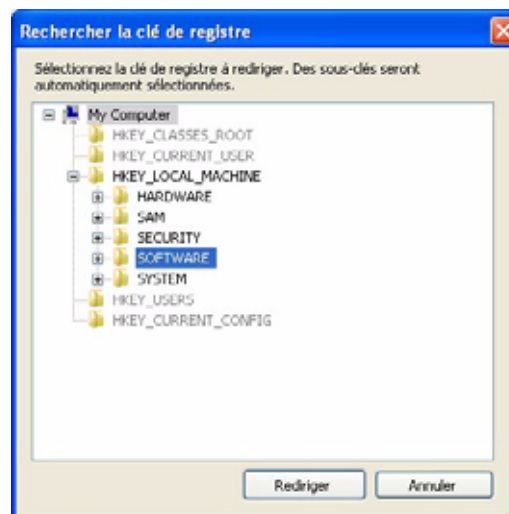 Rechercher la clé de registre
Sélectionnez la clé de registre à rediriger. Des sous-clés seront
automatiquement sélectionnées.
My Computer
HKEY_CLASSES_ROOT
HKEY_CURRENT_USER
HKEY_LOCAL_MACHINE
HARDWARE
SAM
SECURITY
SOFTWARE
SYSTEM
HKEY_USERS
HKEY_CURRENT_CONFIG
Rediriger Annuler